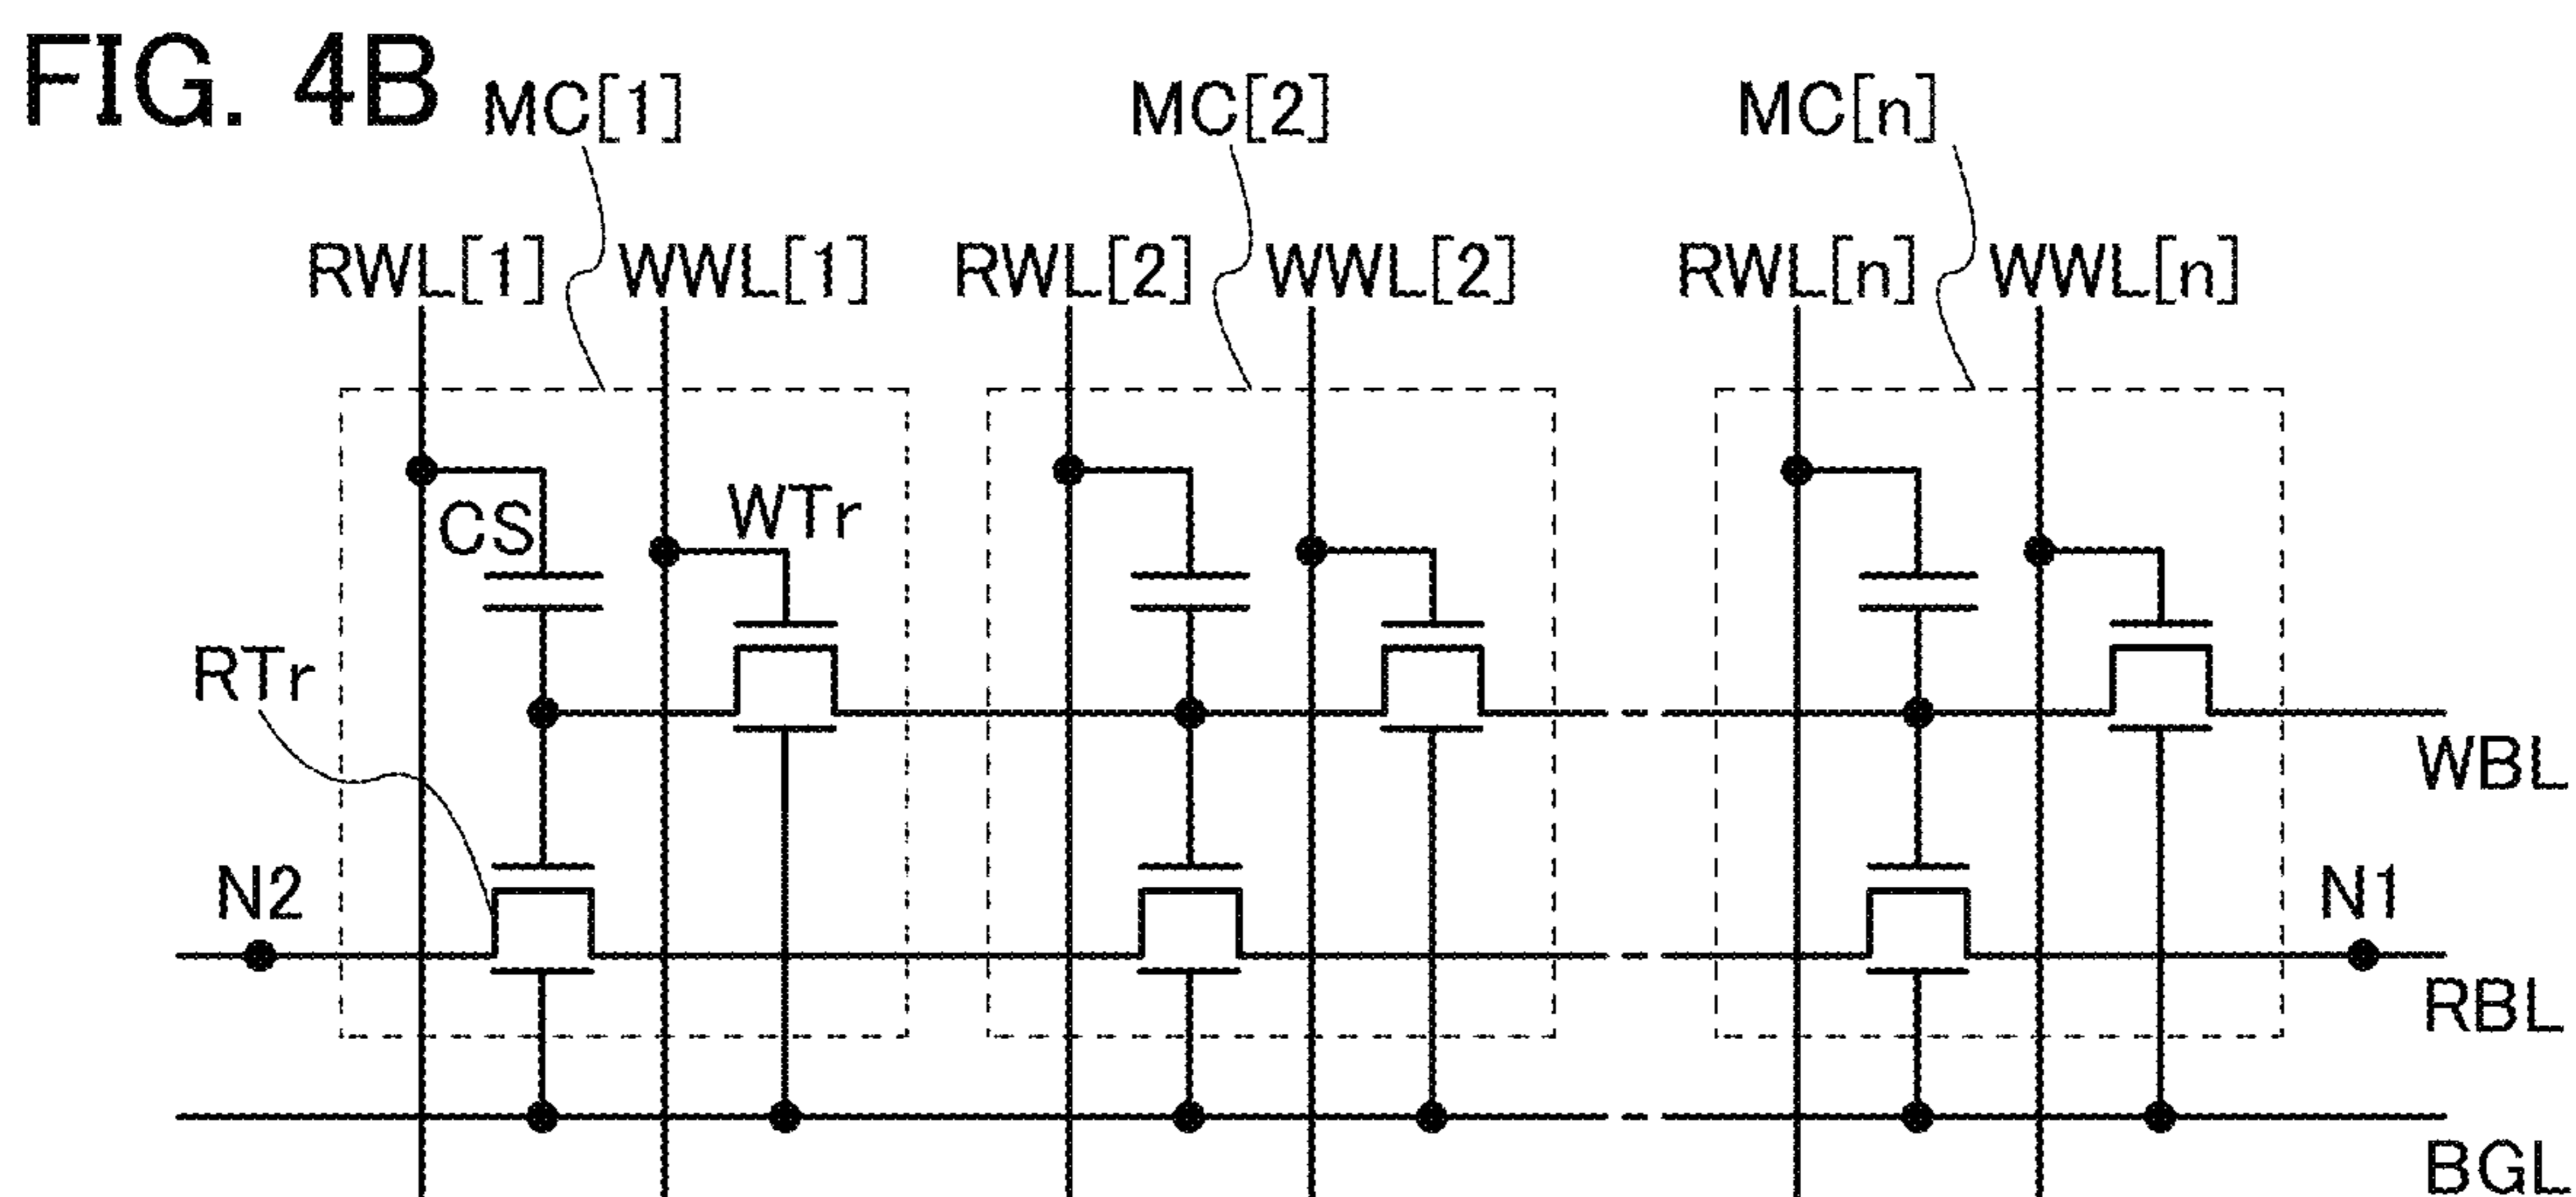 FIG. 4B
MC[1] MC[2] MC[n]
RWL[1] WWL[1] RWL[2] WWL[2] RWL[n] WWL[n]
CS WTr
RTr
WBL
N2 N1
RBL
BGL